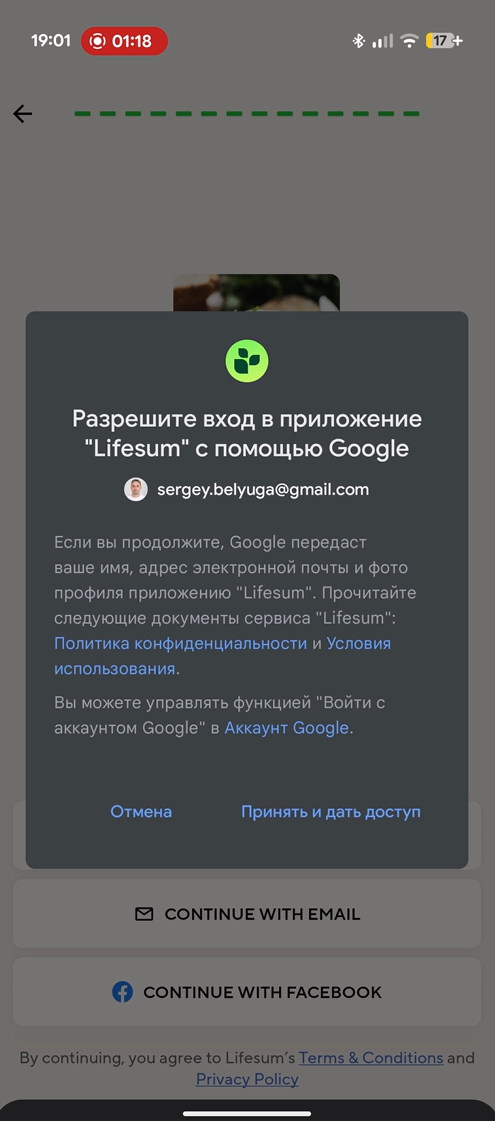 19:01
01:18
17
Разрешите вход в приложение
"Lifesum" с помощью Google
sergey.belyuga@gmail.com
Если вы продолжите, Google передаст
ваше имя, адрес электронной почты и фото
профиля приложению "Lifesum". Прочитайте
следующие документы сервиса "Lifesum":
Политика конфиденциальности и Условия
использования.
Вы можете управлять функцией "Войти с
аккаунтом Google" в Аккаунт Google.
Отмена Принять и дать доступ
CONTINUE WITH EMAIL
CONTINUE WITH FACEBOOK
By continuing, you agree to Lifesum’s Terms & Conditions and
Privacy Policy